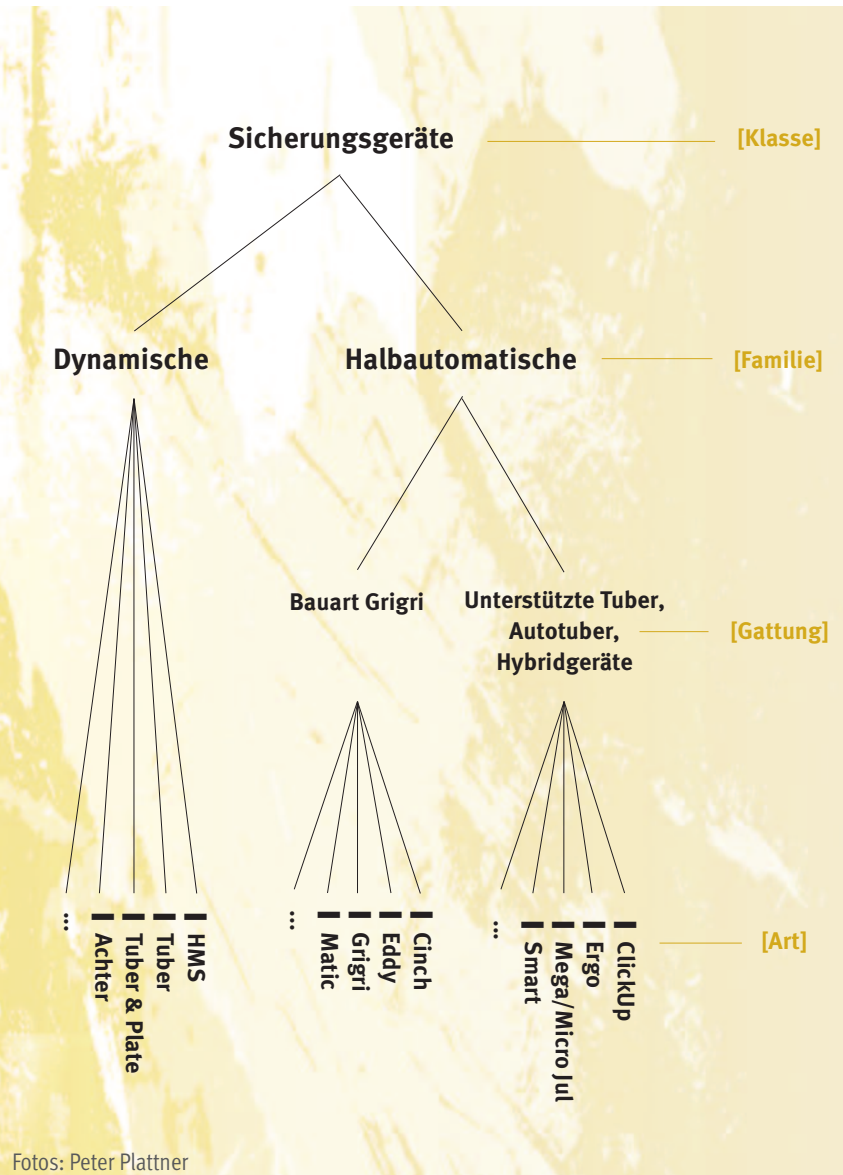 Sicherungsgeräte
[Klasse]
Dynamische
Halbautomatische
[Familie]
Bauart Grigri
Unterstützte Tuber,
Autotuber,
Hybridgeräte
[Gattung]
...
Achter
Tuber & Plate
Tuber
HMS
...
Matic
Grigri
Eddy
Cinch
...
Smart
Mega/Micro Jul
Ergo
ClickUp
[Art]
Fotos: Peter Plattner